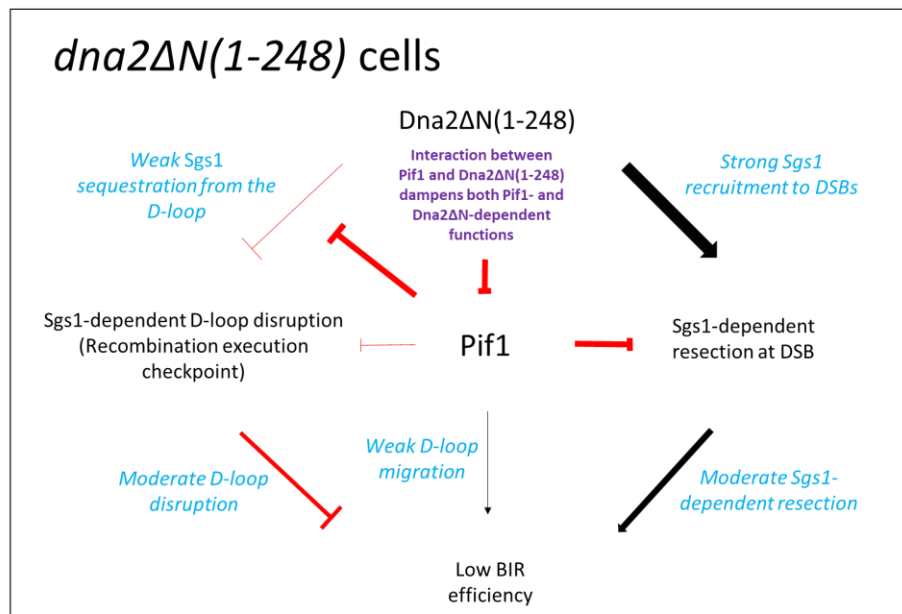 dna2ΔN(1-248) cells
Dna2ΔN(1-248)
Weak Sgs1
sequestration from the
D-loop
Interaction between
Pif1 and Dna2ΔN(1-248)
dampens both Pif1- and
Dna2ΔN-dependent
functions
Strong Sgs1
recruitment to DSBs
Sgs1-dependent D-loop disruption
(Recombination execution
checkpoint)
Pif1
Sgs1-dependent
resection at DSB
Moderate D-loop
disruption
Weak D-loop
migration
Moderate Sgs1-
dependent resection
Low BIR
efficiency